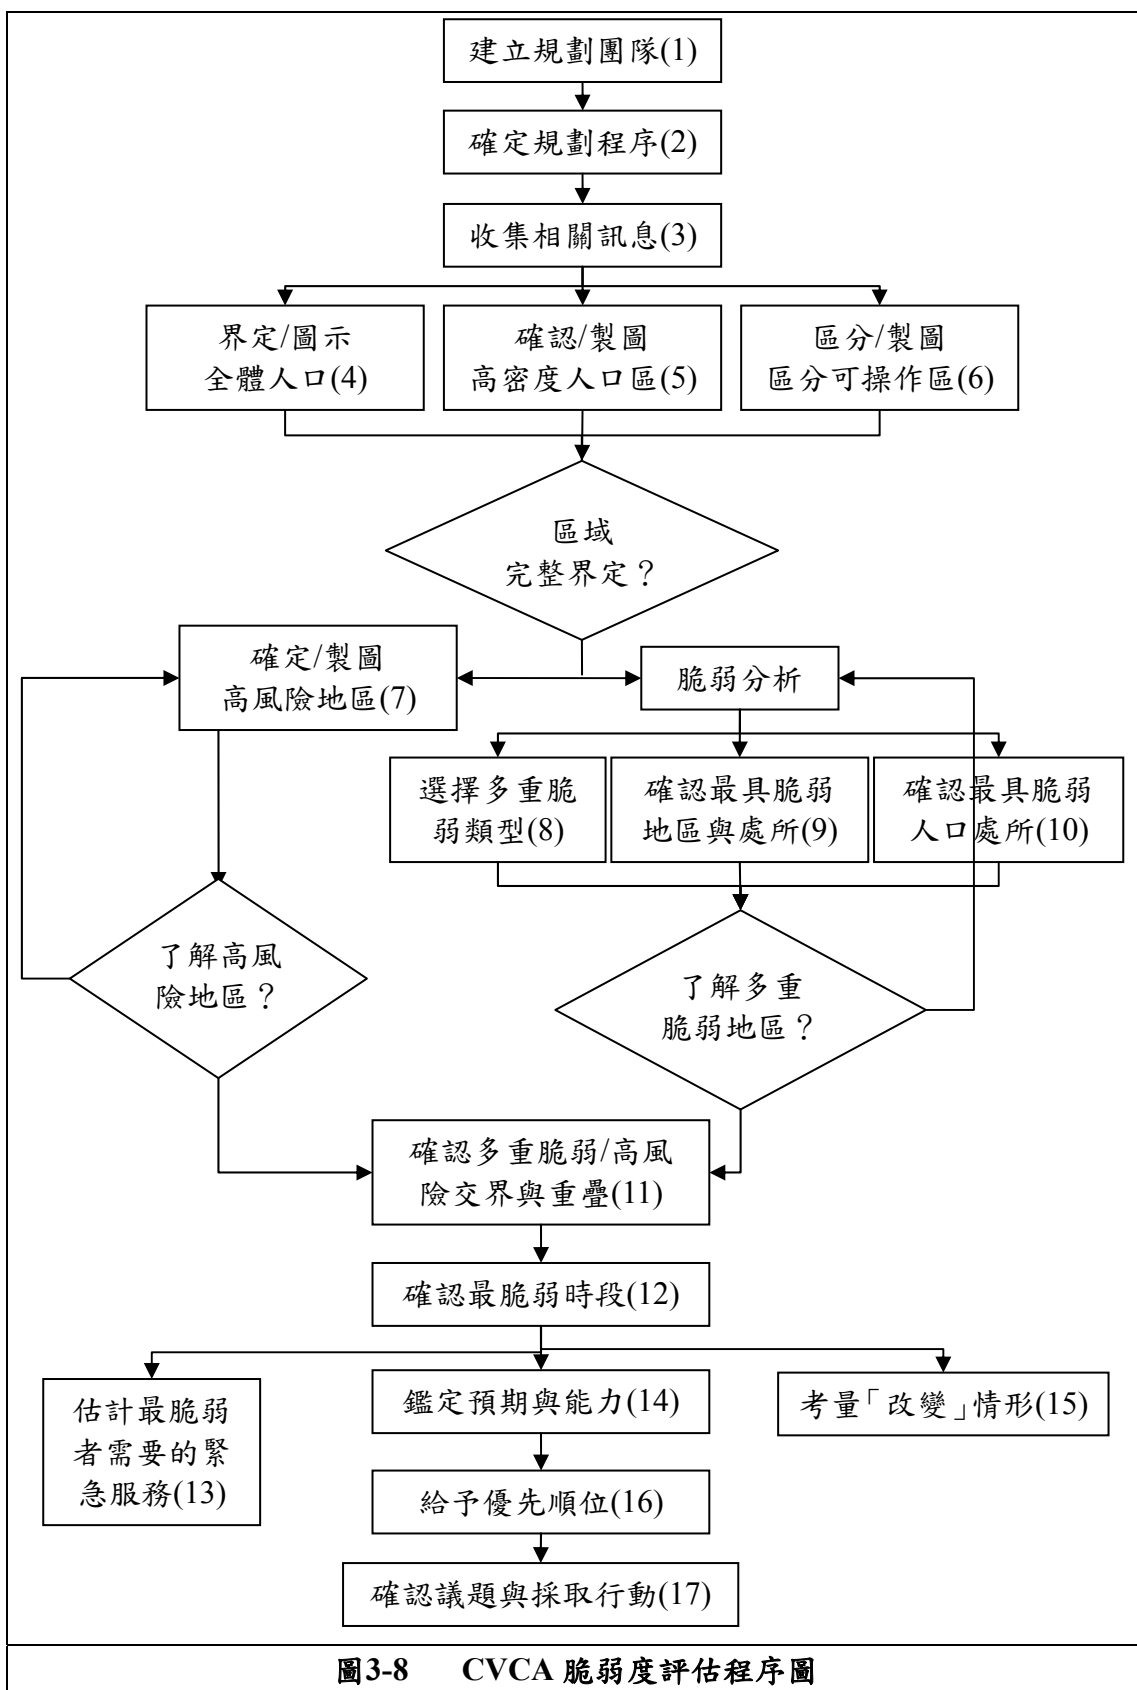 建立規劃團隊(1)
確定規劃程序(2)
收集相關訊息(3)
界定/圖示
全體人口(4)
確認/製圖
高密度人口區(5)
區分/製圖
區分可操作區(6)
區域
完整界定？
確定/製圖
高風險地區(7)
脆弱分析
選擇多重脆
弱類型(8)
確認最具脆弱
地區與處所(9)
確認最具脆弱
人口處所(10)
了解高風
險地區？
了解多重
脆弱地區？
確認多重脆弱/高風
險交界與重疊(11)
確認最脆弱時段(12)
估計最脆弱
者需要的緊
急服務(13)
鑑定預期與能力(14)
考量「改變」情形(15)
給予優先順位(16)
確認議題與採取行動(17)
圖3-8 CVCA 脆弱度評估程序圖